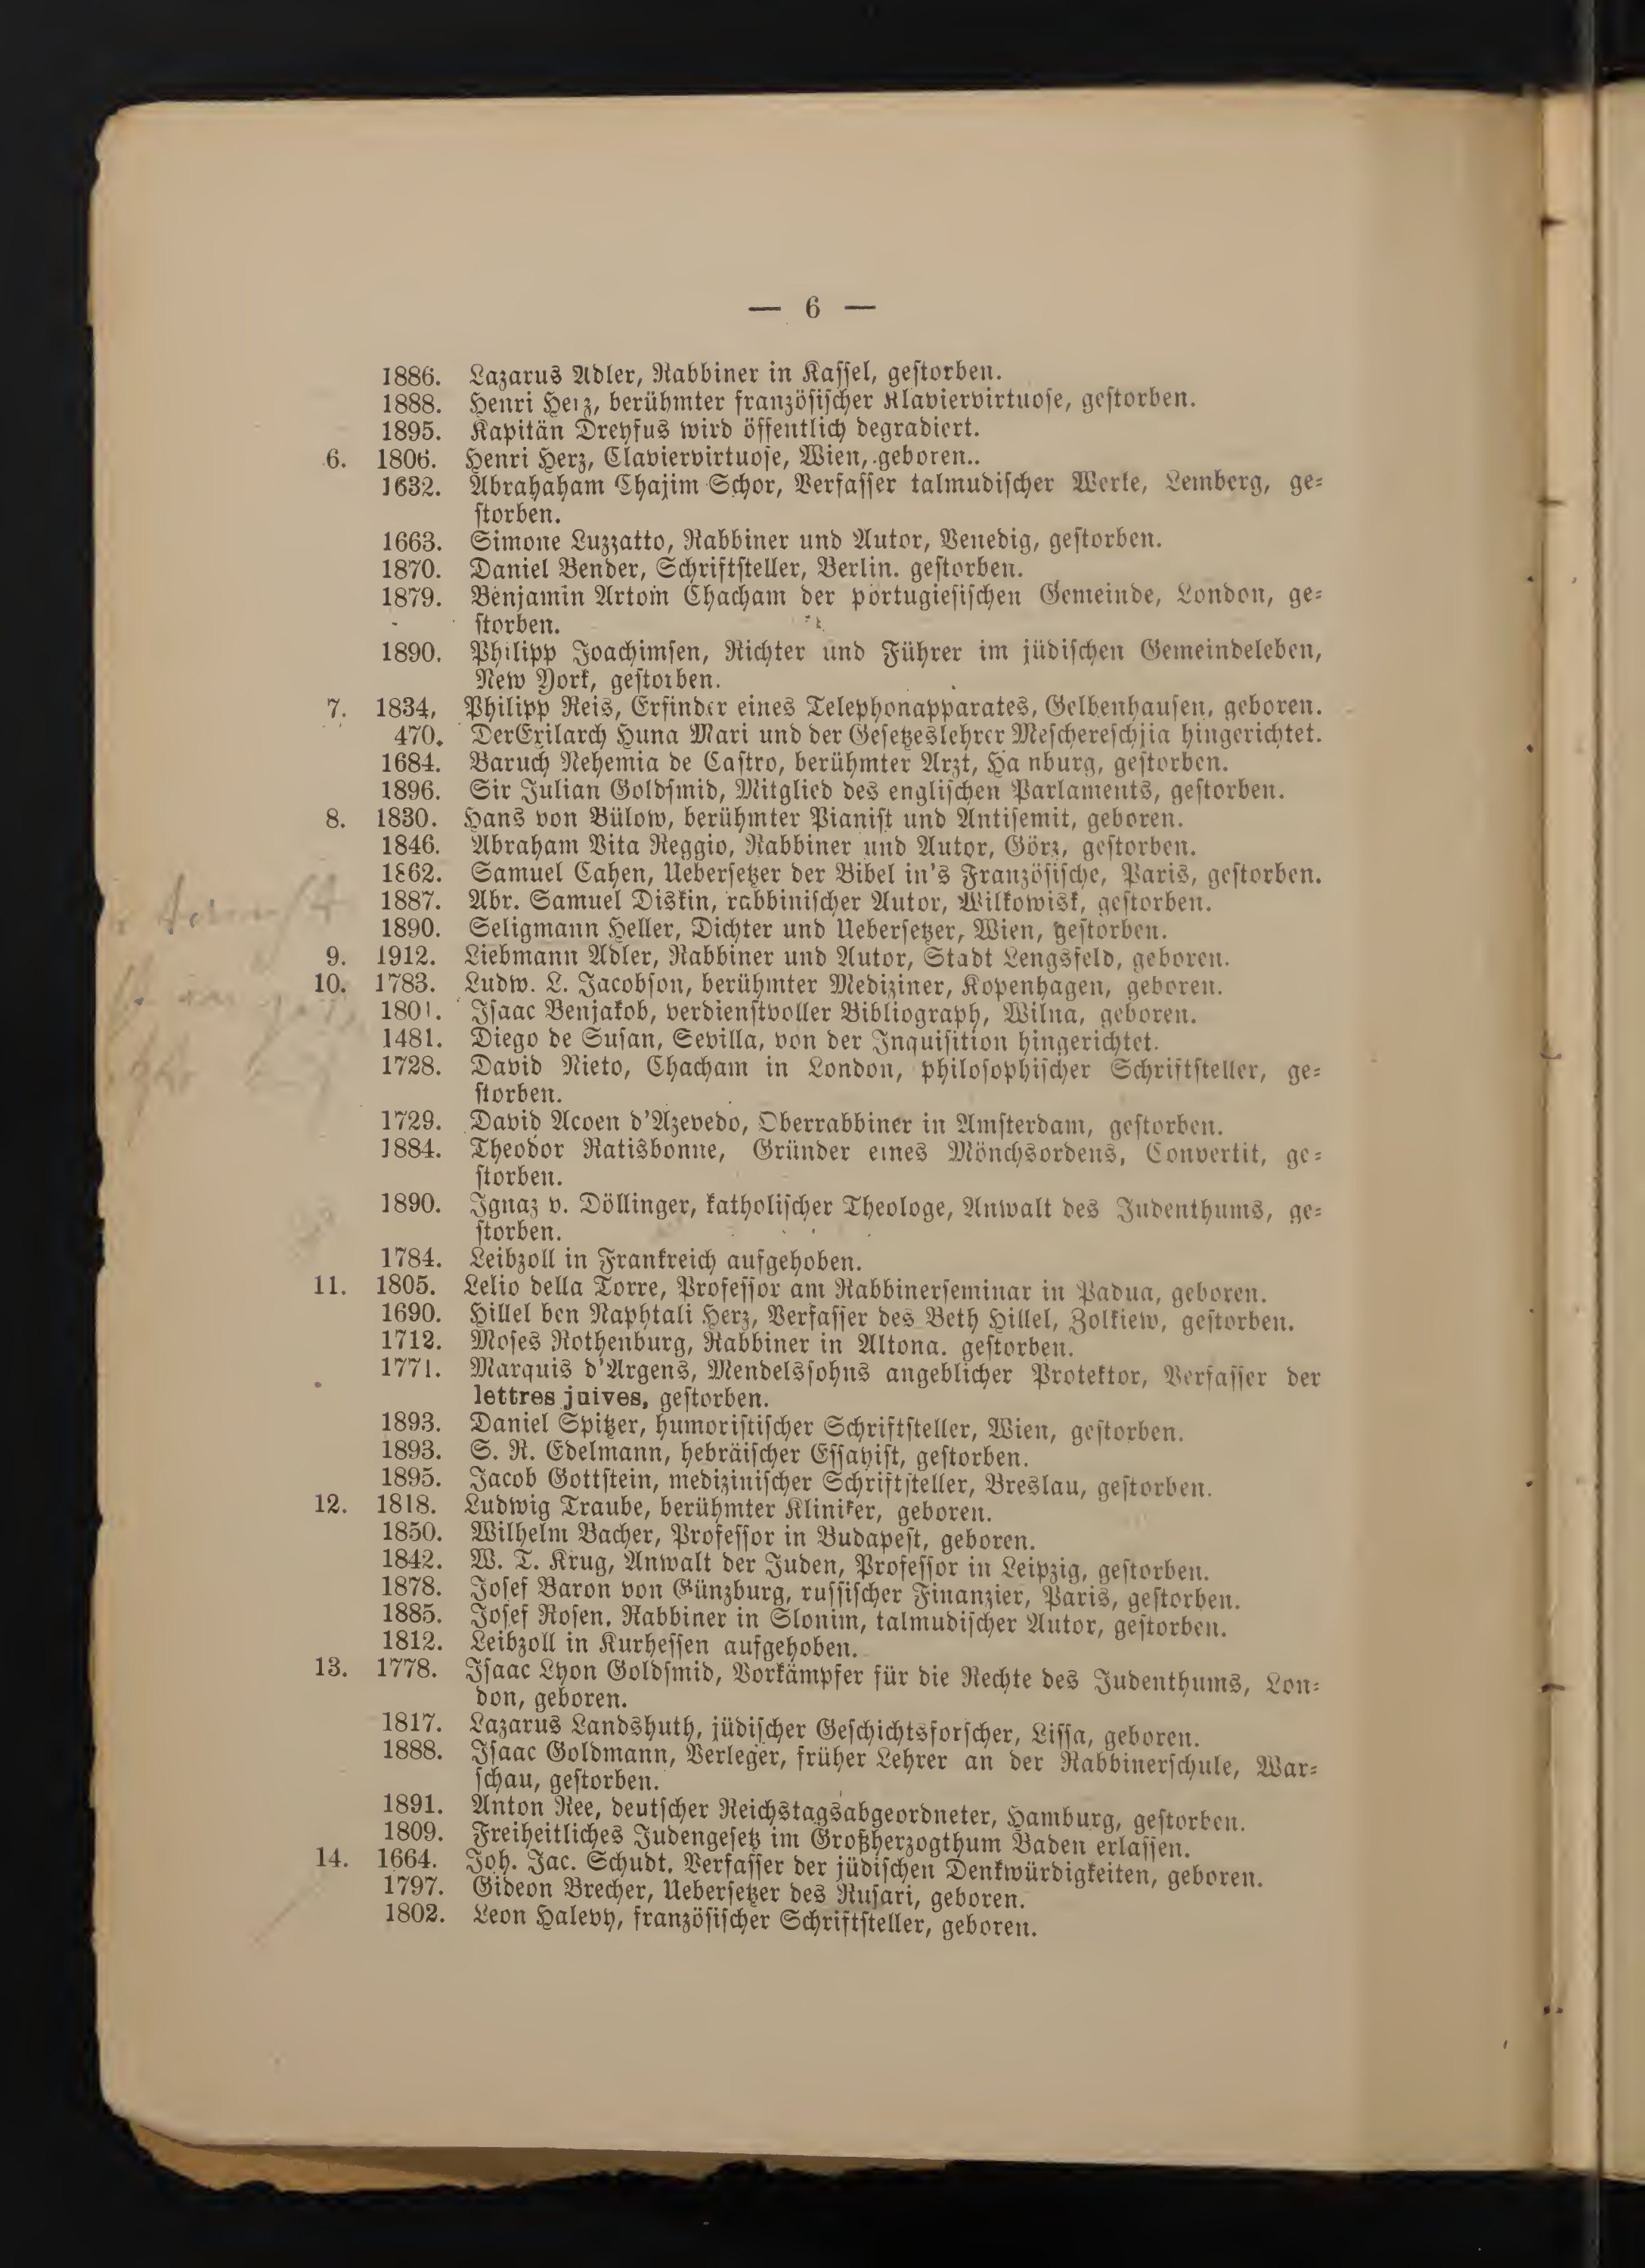 — 6 —
1886. Lazarus Adler, Rabbiner in Kassel, gestorben.
1888. Henri Herz, berühmter französischer Klaviervirtuose, gestorben.
1895. Kapitän Dreyfus wird öffentlich degradiert.
6. 1806. Henri Herz, Claviervirtuose, Wien, geboren..
1632. Abrahaham Chajim Schor, Verfasser talmudischer Werke, Lemberg, ge-
storben.
1663. Simone Luzzatto, Rabbiner und Autor, Venedig, gestorben.
1870. Daniel Bender, Schriftsteller, Berlin. gestorben.
1879. Benjamin Artom Chacham der portugiesischen Gemeinde, London, ge-
storben.
1890. Philipp Joachimsen, Richter und Führer im jüdischen Gemeindeleben,
New York, gestorben.
7. 1834, Philipp Reis, Erfinder eines Telephonapparates, Gelbenhausen, geboren.
470. DerExilarch Huna Mari und der Gesetzeslehrer Meschereschjia hingerichtet.
1684. Baruch Nehemia de Castro, berühmter Arzt, Ha nburg, gestorben.
1896. Sir Julian Goldsmid, Mitglied des englischen Parlaments, gestorben.
8. 1830. Hans von Bülow, berühmter Pianist und Antisemit, geboren.
1846. Abraham Vita Reggio, Rabbiner und Autor, Görz, gestorben.
1862. Samuel Cahen, Uebersetzer der Bibel in's Französische, Paris, gestorben.
1887. Abr. Samuel Diskin, rabbinischer Autor, Wilkowisk, gestorben.
1890. Seligmann Heller, Dichter und Uebersetzer, Wien, gestorben.
9. 1912. Liebmann Adler, Rabbiner und Autor, Stadt Lengsfeld, geboren.
10. 1783. Ludw. L. Jacobson, berühmter Mediziner, Kopenhagen, geboren.
1801. Isaac Benjakob, verdienstvoller Bibliograph, Wilna, geboren.
1481. Diego de Susan, Sevilla, von der Inquisition hingerichtet.
1728. David Nieto, Chacham in London, philosophischer Schriftsteller, ge-
storben.
1729. David Acoen d'Azevedo, Oberrabbiner in Amsterdam, gestorben.
1884. Theodor Ratisbonne, Gründer eines Mönchsordens, Convertit, ge-
storben.
1890. Ignaz v. Döllinger, katholischer Theologe, Anwalt des Judenthums, ge-
storben.
1784. Leibzoll in Frankreich aufgehoben.
11. 1805. Lelio della Torre, Professor am Rabbinerseminar in Padua, geboren.
1690. Hillel ben Naphtali Herz, Verfasser des Beth Hillel, Zolkiew, gestorben.
1712. Moses Rothenburg, Rabbiner in Altona. gestorben.
1771. Marquis d'Argens, Mendelssohns angeblicher Protektor, Verfasser der
lettres juives, gestorben.
1893. Daniel Spitzer, humoristischer Schriftsteller, Wien, gestorben.
1893. S. R. Edelmann, hebräischer Essayist, gestorben.
1895. Jacob Gottstein, medizinischer Schriftsteller, Breslau, gestorben.
12. 1818. Ludwig Traube, berühmter Kliniker, geboren.
1850. Wilhelm Bacher, Professor in Budapest, geboren.
1842. W. T. Krug, Anwalt der Juden, Professor in Leipzig, gestorben.
1878. Josef Baron von Günzburg, russischer Finanzier, Paris, gestorben.
1885. Josef Rosen. Rabbiner in Slonim, talmudischer Autor, gestorben.
1812. Leibzoll in Kurhessen aufgehoben.
13. 1778. Isaac Lyon Goldsmid, Vorkämpfer für die Rechte des Judenthums, Lon-
don, geboren.
1817. Lazarus Landshuth, jüdischer Geschichtsforscher, Lissa, geboren.
1888. Isaac Goldmann, Verleger, früher Lehrer an der Rabbinerschule, War-
schau, gestorben.
1891. Anton Ree, deutscher Reichstagsabgeordneter, Hamburg, gestorben.
1809. Freiheitliches Judengesetz im Großherzogthum Baden erlassen.
14. 1664. Joh. Jac. Schudt. Verfasser der jüdischen Denkwürdigkeiten, geboren.
1797. Gideon Brecher, Uebersetzer des Kusari, geboren.
1802. Leon Halevy, französischer Schriftsteller, geboren.